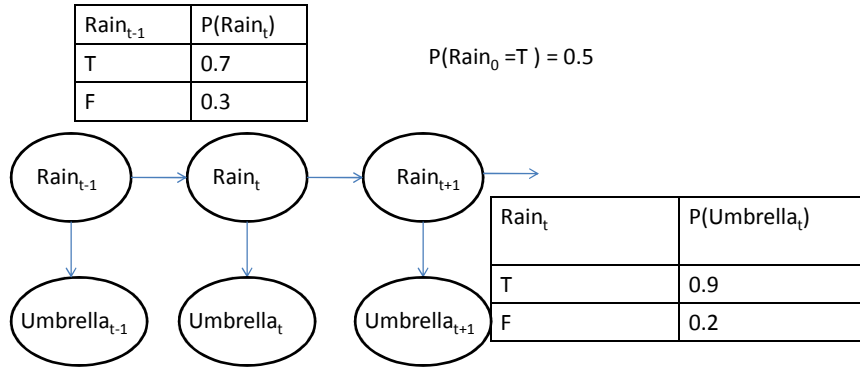 Rain_{t-1} P(Rain_t)
T 0.7
F 0.3
P(Rain_0 =T ) = 0.5
Rain_{t-1} Rain_t Rain_{t+1}
Rain_t P(Umbrella_t)
T 0.9
F 0.2
Umbrella_{t-1} Umbrella_t Umbrella_{t+1}